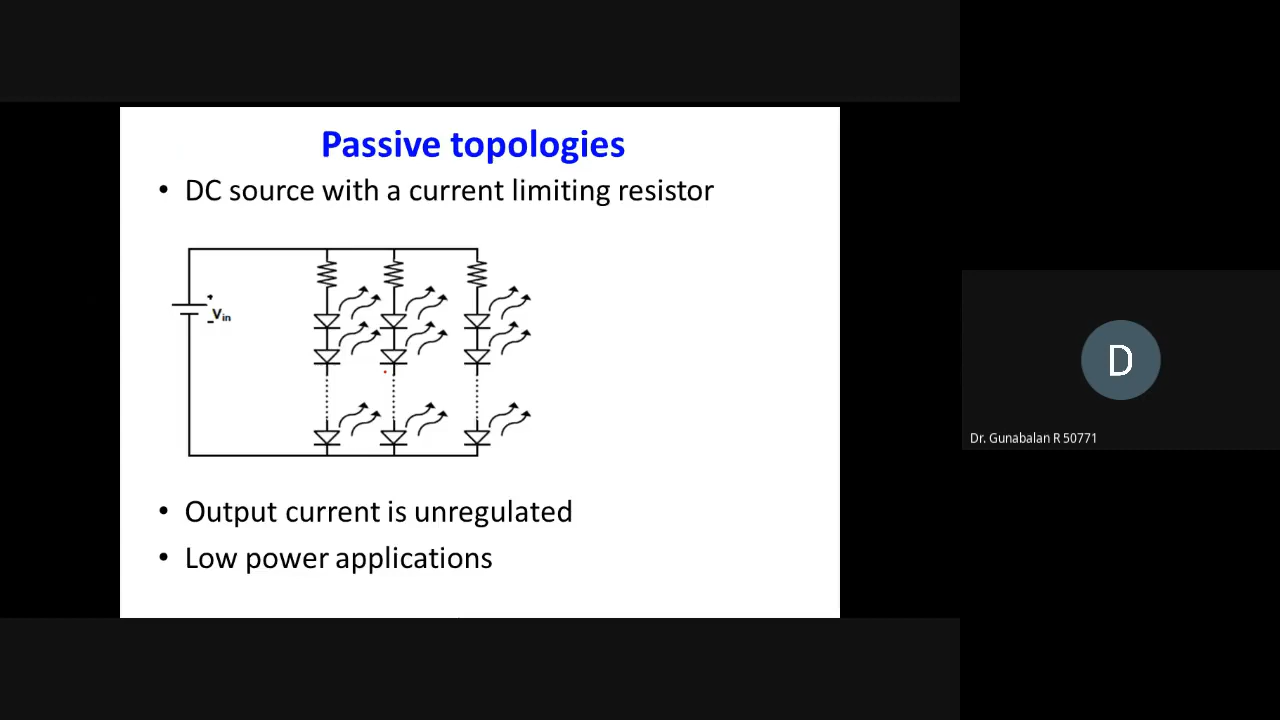 Passive topologies
• DC source with a current limiting resistor
+
Vin
-
• Output current is unregulated
• Low power applications
D
Dr. Gunabalan R 50771